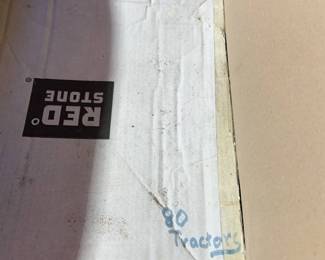 RED
STONE
80
Tractors